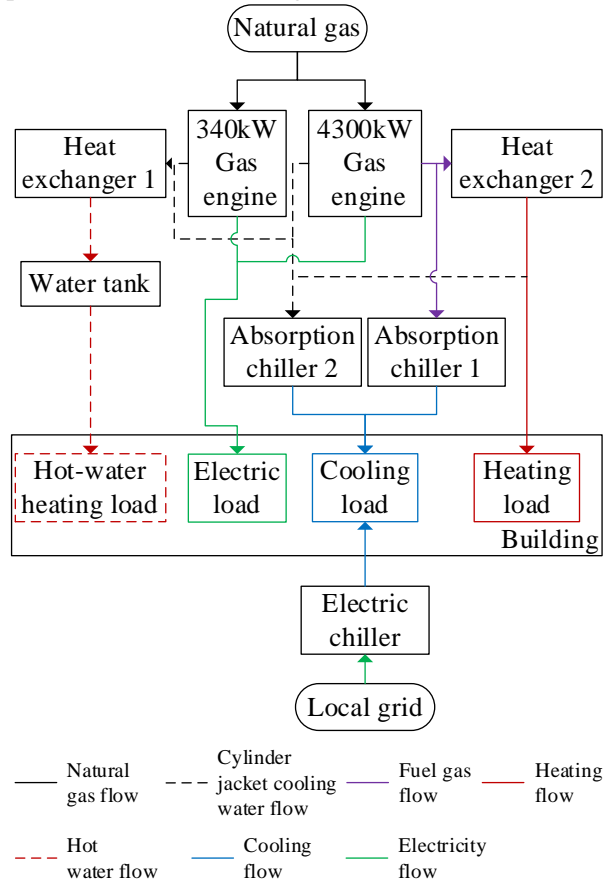 Natural gas
340kW
Gas
engine
4300kW
Gas
engine
Heat
exchanger 1
Heat
exchanger 2
Water tank
Absorption
chiller 2
Absorption
chiller 1
Hot-water
heating load
Electric
load
Cooling
load
Heating
load
Building
Electric
chiller
Local grid
Natural
gas flow
Cylinder
jacket cooling
water flow
Fuel gas
flow
Heating
flow
Hot
water flow
Cooling
flow
Electricity
flow